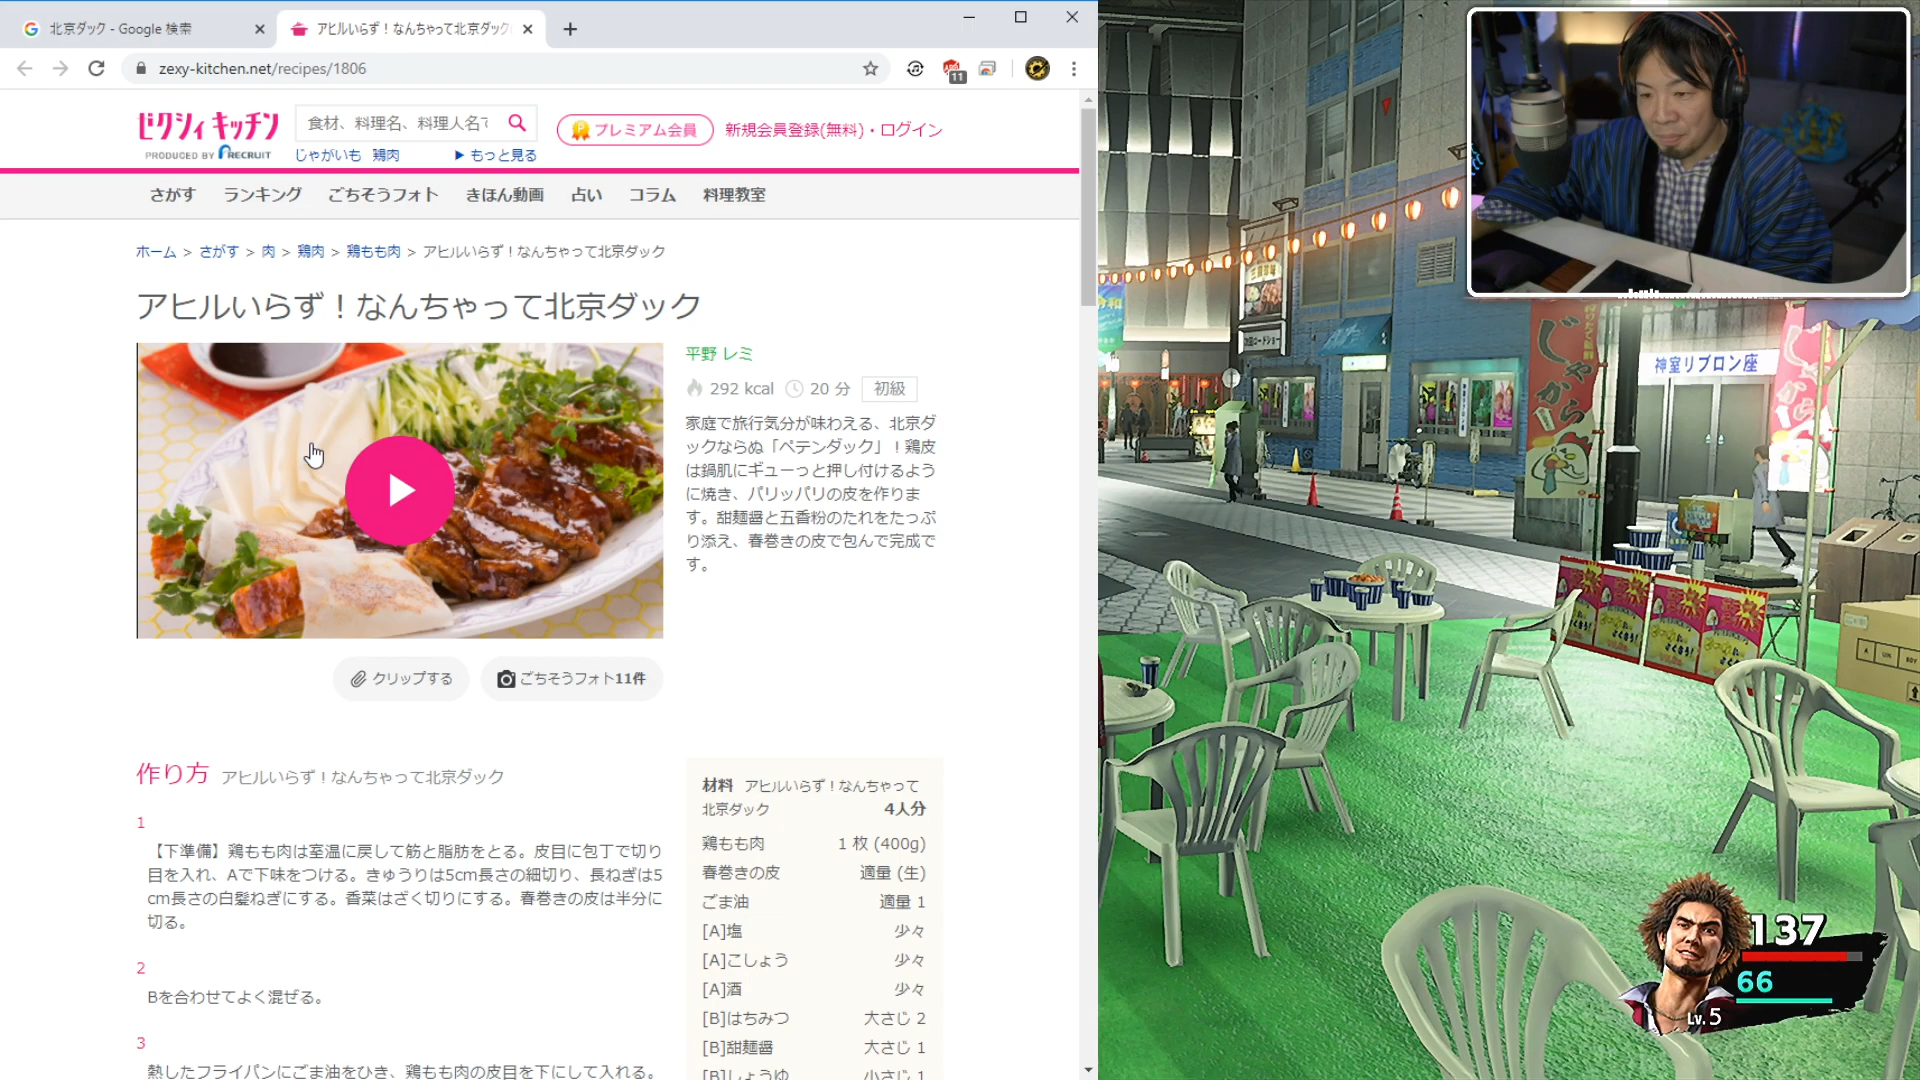 北京ダック - Google 検索
アヒルいらず！なんちゃって北京ダック
zexy-kitchen.net/recipes/1806
11
ゼクシィ キッチン
PRODUCED BY RECRUIT
食材、料理名、料理人名で
じゃがいも 鶏肉 ▶ もっと見る
プレミアム会員
新規会員登録(無料)・ログイン
さがす ランキング ごちそうフォト きほん動画 占い コラム 料理教室
ホーム > さがす > 肉 > 鶏肉 > 鶏もも肉 > アヒルいらず！なんちゃって北京ダック
アヒルいらず！なんちゃって北京ダック
平野 レミ
292 kcal 20 分 初級
家庭で旅行気分が味わえる、北京ダ
ックならぬ「ペテンダック」！鶏皮
は鍋肌にギューっと押し付けるよう
に焼き、パリッパリの皮を作りま
す。甜麺醤と五香粉のたれをたっぷ
り添え、春巻きの皮で包んで完成で
す。
クリップする
ごちそうフォト11件
作り方 アヒルいらず！なんちゃって北京ダック
1
【下準備】鶏もも肉は室温に戻して筋と脂肪をとる。皮目に包丁で切り
目を入れ、Aで下味をつける。きゅうりは5cm長さの細切り、長ねぎは5
cm長さの白髪ねぎにする。香菜はざく切りにする。春巻きの皮は半分に
切る。
2
Bを合わせてよく混ぜる。
3
熱したフライパンにごま油をひき、鶏もも肉の皮目を下にして入れる。
材料 アヒルいらず！なんちゃって
北京ダック 4人分
鶏もも肉 1 枚 (400g)
春巻きの皮 適量 (生)
ごま油 適量 1
[A]塩 少々
[A]こしょう 少々
[A]酒 少々
[B]はちみつ 大さじ 2
[B]甜麺醤 大さじ 1
[B]しょうゆ 小さじ 1
じゃから
神室リブロン座
137
66
Lv. 5